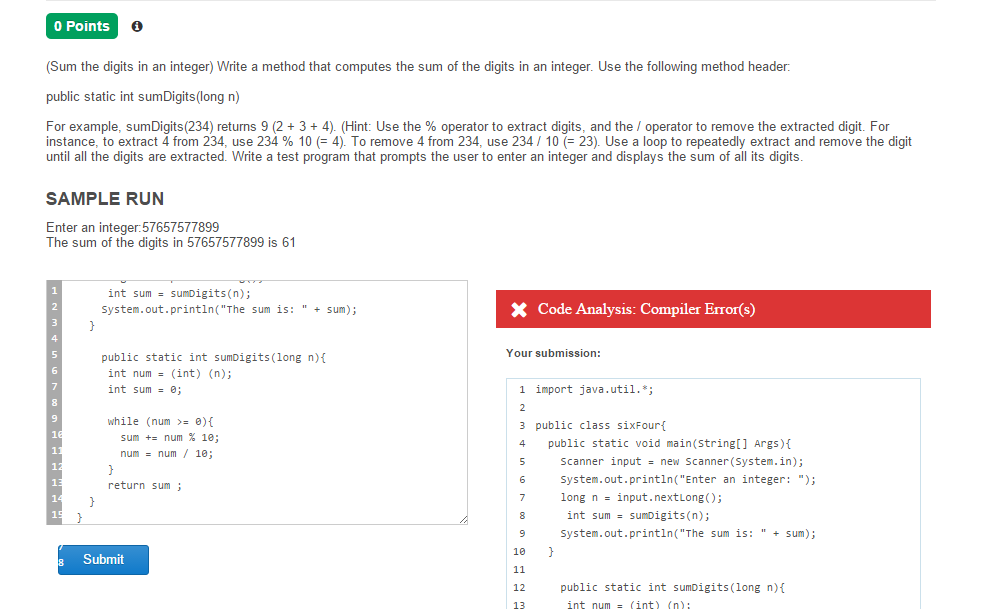 0 Points
(Sum the digits in an integer) Write a method that computes the sum of the digits in an integer. Use the following method header:
public static int sumDigits(long n)
For example, sumDigits(234) returns 9 (2 + 3 + 4). (Hint: Use the % operator to extract digits, and the / operator to remove the extracted digit. For
instance, to extract 4 from 234, use 234 % 10 (= 4). To remove 4 from 234, use 234 / 10 (= 23). Use a loop to repeatedly extract and remove the digit
until all the digits are extracted. Write a test program that prompts the user to enter an integer and displays the sum of all its digits.
SAMPLE RUN
Enter an integer:57657577899
The sum of the digits in 57657577899 is 61
1 int sum = sumDigits(n);
2 System.out.println("The sum is: " + sum);
3 }
4
5 public static int sumDigits(long n){
6 int num = (int) (n);
7 int sum = 0;
8
9 while (num >= 0){
10 sum += num % 10;
11 num = num / 10;
12 }
13 return sum ;
14 }
15 }
8 Submit
Code Analysis: Compiler Error(s)
Your submission:
1 import java.util.*;
2
3 public class sixFour{
4 public static void main(String[] Args){
5 Scanner input = new Scanner(System.in);
6 System.out.println("Enter an integer: ");
7 long n = input.nextLong();
8 int sum = sumDigits(n);
9 System.out.println("The sum is: " + sum);
10 }
11
12 public static int sumDigits(long n){
13 int num = (int) (n);